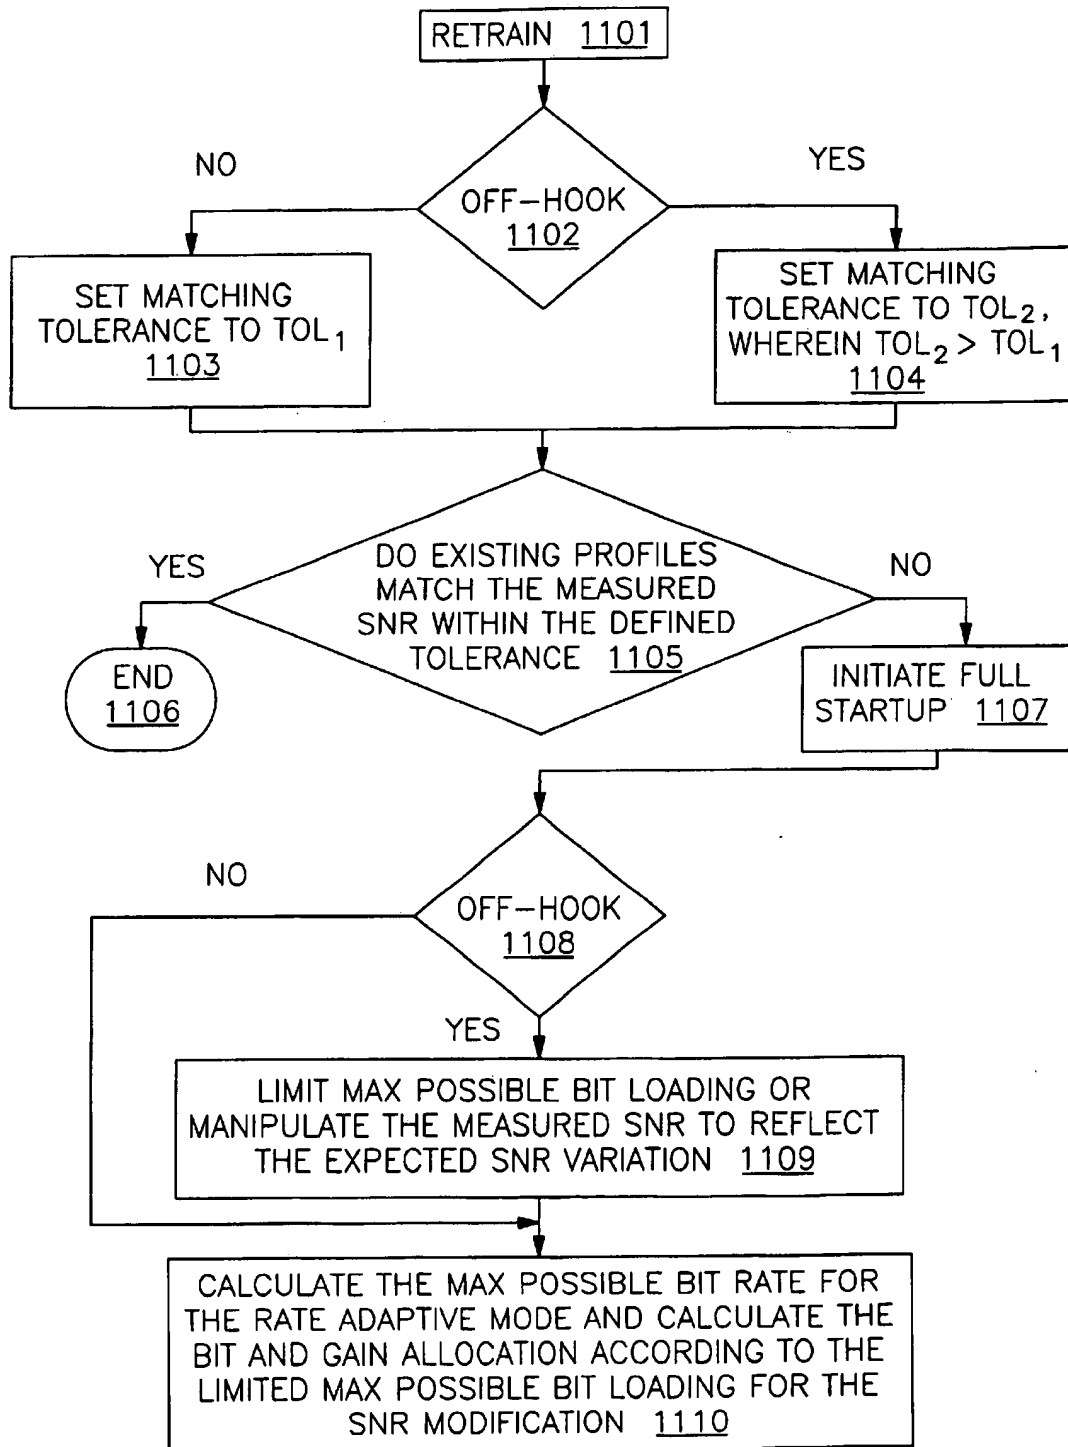 RETRAIN 1101
OFF-HOOK
1102
NO
YES
SET MATCHING
TOLERANCE TO TOL1
1103
SET MATCHING
TOLERANCE TO TOL2,
WHEREIN TOL2 > TOL1
1104
DO EXISTING PROFILES
MATCH THE MEASURED
SNR WITHIN THE DEFINED
TOLERANCE 1105
YES
NO
END
1106
INITIATE FULL
STARTUP 1107
OFF-HOOK
1108
NO
YES
LIMIT MAX POSSIBLE BIT LOADING OR
MANIPULATE THE MEASURED SNR TO REFLECT
THE EXPECTED SNR VARIATION 1109
CALCULATE THE MAX POSSIBLE BIT RATE FOR
THE RATE ADAPTIVE MODE AND CALCULATE THE
BIT AND GAIN ALLOCATION ACCORDING TO THE
LIMITED MAX POSSIBLE BIT LOADING FOR THE
SNR MODIFICATION 1110